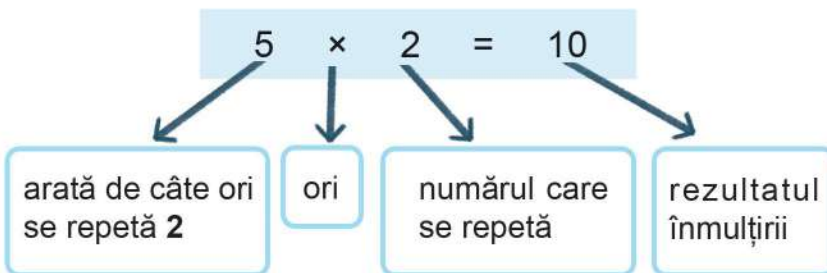 5 × 2 = 10
arată de câte ori
se repetă 2
ori
numărul care
se repetă
rezultatul
înmulțirii